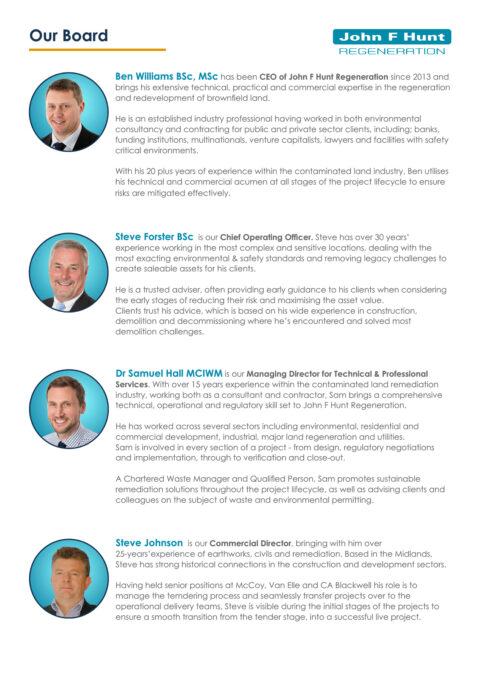 Our Board
John F Hunt
REGENERATION
Ben Williams BSc, MSc has been CEO of John F Hunt Regeneration since 2013 and
brings his extensive technical, practical and commercial expertise in the regeneration
and redevelopment of brownfield land.
He is an established industry professional having worked in both environmental
consultancy and contracting for public and private sector clients, including; banks,
funding institutions, multinationals, venture capitalists, lawyers and facilities with safety
critical environments.
With his 20 plus years of experience within the contaminated land industry, Ben utilises
his technical and commercial acumen at all stages of the project lifecycle to ensure
risks are mitigated effectively.
Steve Forster BSc is our Chief Operating Officer. Steve has over 30 years'
experience working in the most complex and sensitive locations, dealing with the
most exacting environmental & safety standards and removing legacy challenges to
create saleable assets for his clients.
He is a trusted adviser, often providing early guidance to his clients when considering
the early stages of reducing their risk and maximising the asset value.
Clients trust his advice, which is based on his wide experience in construction,
demolition and decommissioning where he's encountered and solved most
demolition challenges.
Dr Samuel Hall MCIWM is our Managing Director for Technical & Professional
Services. With over 15 years experience within the contaminated land remediation
industry, working both as a consultant and contractor, Sam brings a comprehensive
technical, operational and regulatory skill set to John F Hunt Regeneration.
He has worked across several sectors including environmental, residential and
commercial development, industrial, major land regeneration and utilities.
Sam is involved in every section of a project - from design, regulatory negotiations
and implementation, through to verification and close-out.
A Chartered Waste Manager and Qualified Person, Sam promotes sustainable
remediation solutions throughout the project lifecycle, as well as advising clients and
colleagues on the subject of waste and environmental permitting.
Steve Johnson is our Commercial Director, bringing with him over
25-years'experience of earthworks, civils and remediation. Based in the Midlands,
Steve has strong historical connections in the construction and development sectors.
Having held senior positions at McCoy, Van Elle and CA Blackwell his role is to
manage the terndering process and seamlessly transfer projects over to the
operational delivery teams, Steve is visible during the initial stages of the projects to
ensure a smooth transition from the tender stage, into a successful live project.